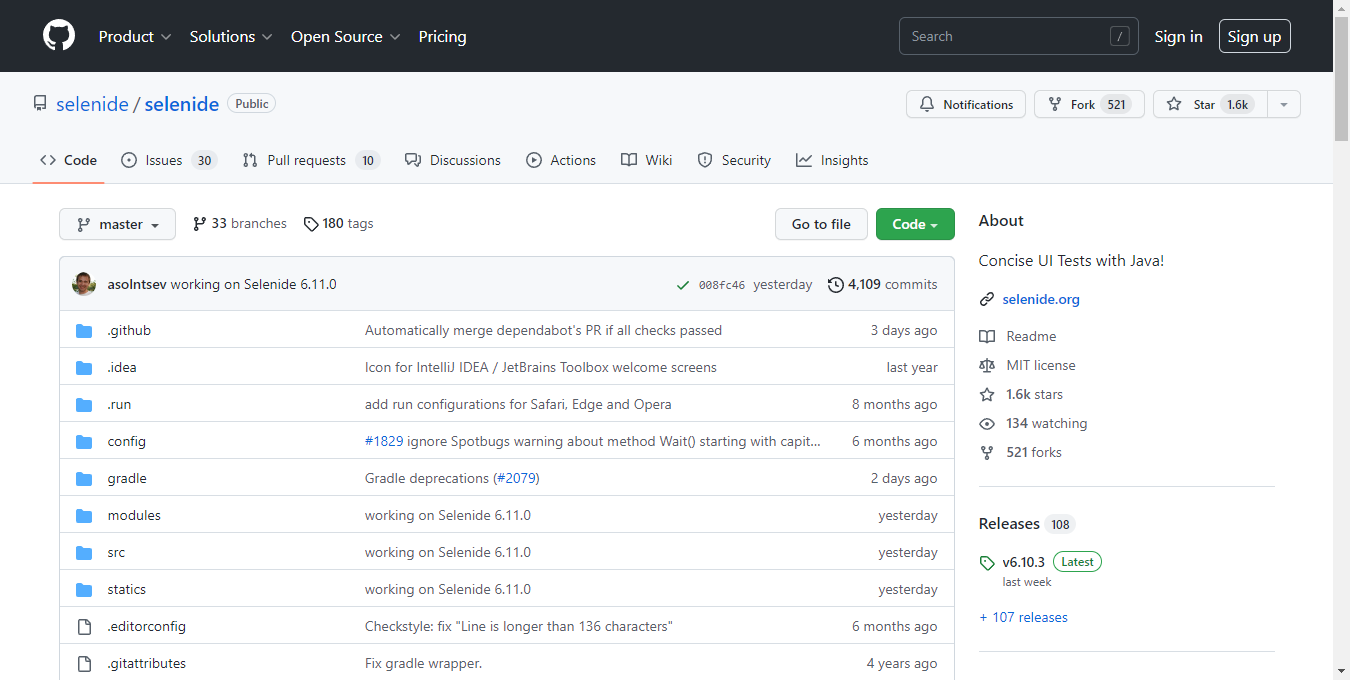 Product Solutions Open Source Pricing Search / Sign in Sign up
selenide / selenide Public Notifications Fork 521 Star 1.6k
Code Issues 30 Pull requests 10 Discussions Actions Wiki Security Insights
master 33 branches 180 tags Go to file Code
asolntsev working on Selenide 6.11.0 008fc46 yesterday 4,109 commits
.github Automatically merge dependabot's PR if all checks passed 3 days ago
.idea Icon for IntelliJ IDEA / JetBrains Toolbox welcome screens last year
.run add run configurations for Safari, Edge and Opera 8 months ago
config #1829 ignore Spotbugs warning about method Wait() starting with capit... 6 months ago
gradle Gradle deprecations (#2079) 2 days ago
modules working on Selenide 6.11.0 yesterday
src working on Selenide 6.11.0 yesterday
statics working on Selenide 6.11.0 yesterday
.editorconfig Checkstyle: fix "Line is longer than 136 characters" 6 months ago
.gitattributes Fix gradle wrapper. 4 years ago
About
Concise UI Tests with Java!
selenide.org
Readme
MIT license
1.6k stars
134 watching
521 forks
Releases 108
v6.10.3 Latest
last week
+ 107 releases